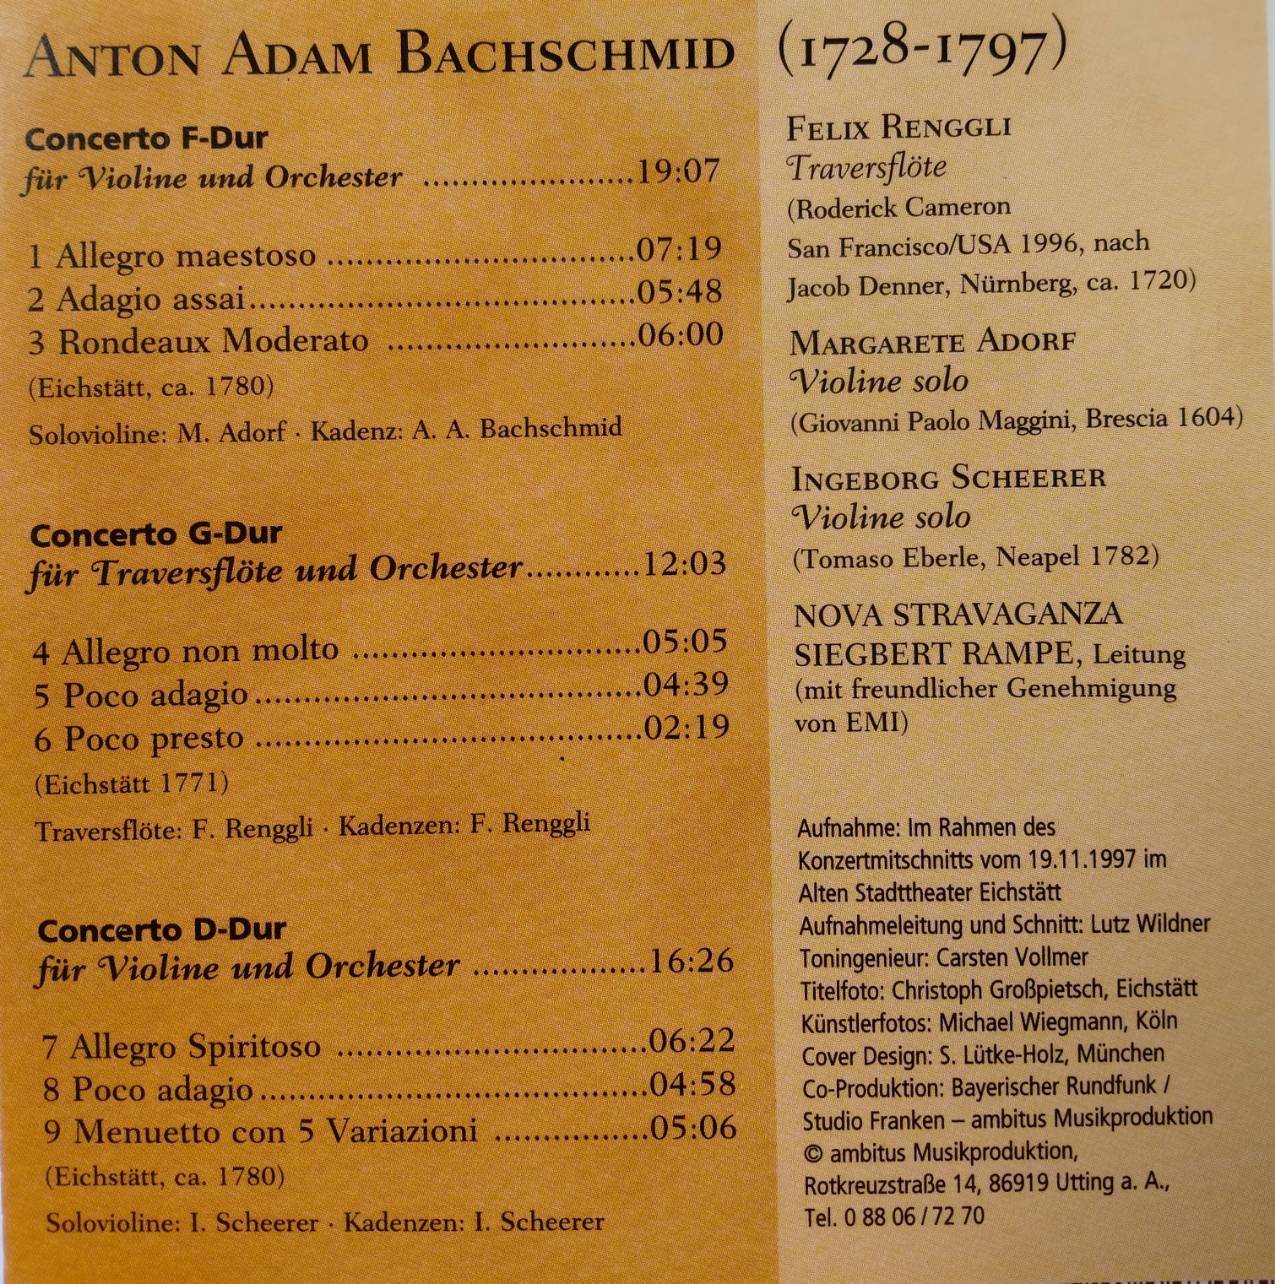 ANTON ADAM BACHSCHMID (1728-1797)
Concerto F-Dur
für Violine und Orchester ......................19:07
1 Allegro maestoso ................................07:19
2 Adagio assai........................................05:48
3 Rondeaux Moderato ..........................06:00
(Eichstätt, ca. 1780)
Solovioline: M. Adorf · Kadenz: A. A. Bachschmid
Concerto G-Dur
für Traversflöte und Orchester............12:03
4 Allegro non molto ..............................05:05
5 Poco adagio........................................04:39
6 Poco presto ........................................02:19
(Eichstätt 1771)
Traversflöte: F. Renggli · Kadenzen: F. Renggli
Concerto D-Dur
für Violine und Orchester ..................16:26
7 Allegro Spiritoso ................................06:22
8 Poco adagio........................................04:58
9 Menuetto con 5 Variazioni ................05:06
(Eichstätt, ca. 1780)
Solovioline: I. Scheerer · Kadenzen: I. Scheerer
FELIX RENGGLI
Traversflöte
(Roderick Cameron
San Francisco/USA 1996, nach
Jacob Denner, Nürnberg, ca. 1720)
MARGARETE ADORF
Violine solo
(Giovanni Paolo Maggini, Brescia 1604)
INGEBORG SCHEERER
Violine solo
(Tomaso Eberle, Neapel 1782)
NOVA STRAVAGANZA
SIEGBERT RAMPE, Leitung
(mit freundlicher Genehmigung
von EMI)
Aufnahme: Im Rahmen des
Konzertmitschnitts vom 19.11.1997 im
Alten Stadttheater Eichstätt
Aufnahmeleitung und Schnitt: Lutz Wildner
Toningenieur: Carsten Vollmer
Titelfoto: Christoph Großpietsch, Eichstätt
Künstlerfotos: Michael Wiegmann, Köln
Cover Design: S. Lütke-Holz, München
Co-Produktion: Bayerischer Rundfunk /
Studio Franken – ambitus Musikproduktion
© ambitus Musikproduktion,
Rotkreuzstraße 14, 86919 Utting a. A.,
Tel. 0 88 06 / 72 70